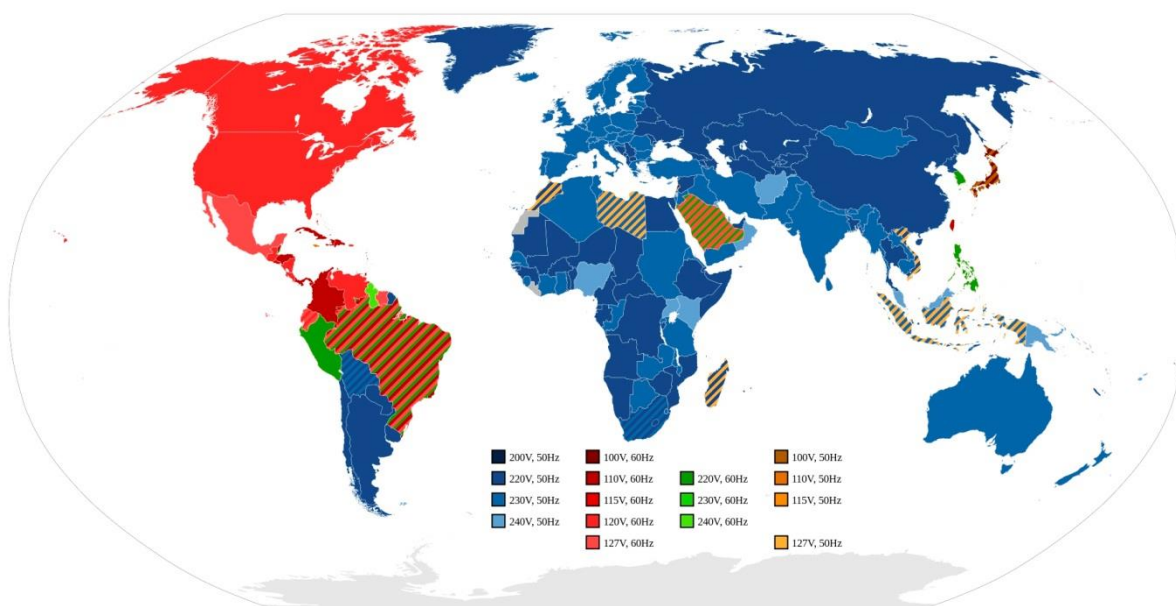 200V, 50Hz
100V, 60Hz
100V, 50Hz
220V, 50Hz
110V, 60Hz
220V, 60Hz
110V, 50Hz
230V, 50Hz
115V, 60Hz
230V, 60Hz
115V, 50Hz
240V, 50Hz
120V, 60Hz
240V, 60Hz
127V, 60Hz
127V, 50Hz